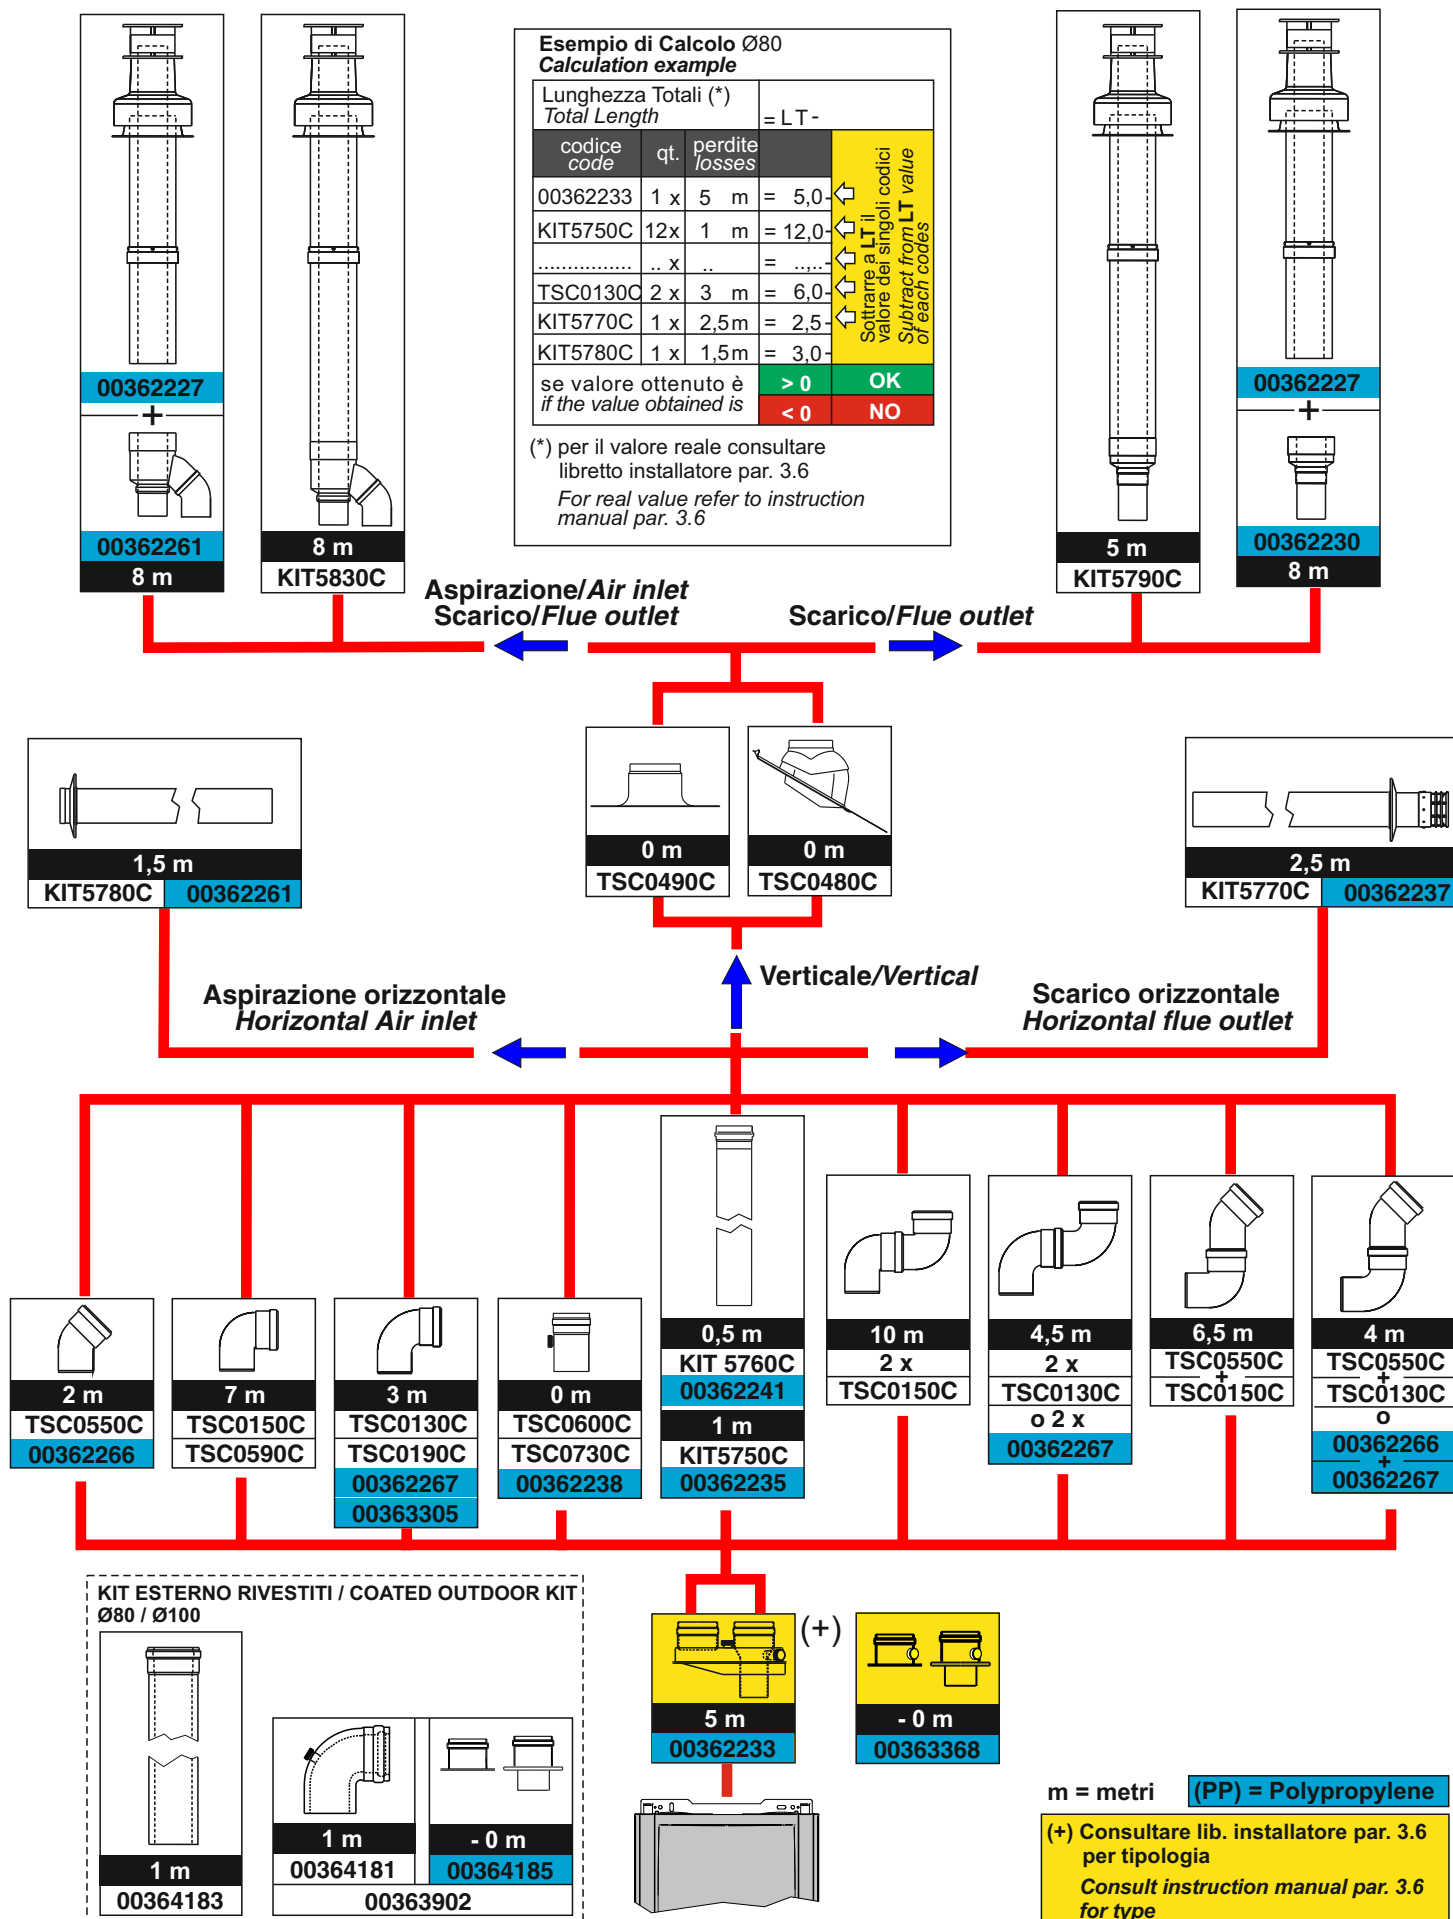 Esempio di Calcolo Ø80
Calculation example
Lunghezza Totali (*)
Total Length
= LT -
codice
code
qt.
perdite
losses
00362233 1 x 5 m = 5,0-
KIT5750C 12x 1 m = 12,0-
................ .. x .. = ..,..-
TSC0130C 2 x 3 m = 6,0-
KIT5770C 1 x 2,5m = 2,5-
KIT5780C 1 x 1,5m = 3,0-
Sottrarre a LT il
valore dei singoli codici
Subtract from LT value
of each codes
se valore ottenuto è
if the value obtained is
> 0 OK
< 0 NO
(*) per il valore reale consultare
libretto installatore par. 3.6
For real value refer to instruction
manual par. 3.6
00362227
+
00362261
8 m
8 m
KIT5830C
5 m
KIT5790C
00362227
+
00362230
8 m
Aspirazione/Air inlet
Scarico/Flue outlet
Scarico/Flue outlet
1,5 m
KIT5780C 00362261
0 m
TSC0490C
0 m
TSC0480C
2,5 m
KIT5770C 00362237
Verticale/Vertical
Aspirazione orizzontale
Horizontal Air inlet
Scarico orizzontale
Horizontal flue outlet
2 m
TSC0550C
00362266
7 m
TSC0150C
TSC0590C
3 m
TSC0130C
TSC0190C
00362267
00363305
0 m
TSC0600C
TSC0730C
00362238
0,5 m
KIT 5760C
00362241
1 m
KIT5750C
00362235
10 m
2 x
TSC0150C
4,5 m
2 x
TSC0130C
o 2 x
00362267
6,5 m
TSC0550C
+
TSC0150C
4 m
TSC0550C
+
TSC0130C
o
00362266
+
00362267
KIT ESTERNO RIVESTITI / COATED OUTDOOR KIT
Ø80 / Ø100
1 m
00364183
1 m
00364181
- 0 m
00364185
00363902
5 m
00362233
(+)
- 0 m
00363368
m = metri
(PP) = Polypropylene
(+) Consultare lib. installatore par. 3.6
per tipologia
Consult instruction manual par. 3.6
for type